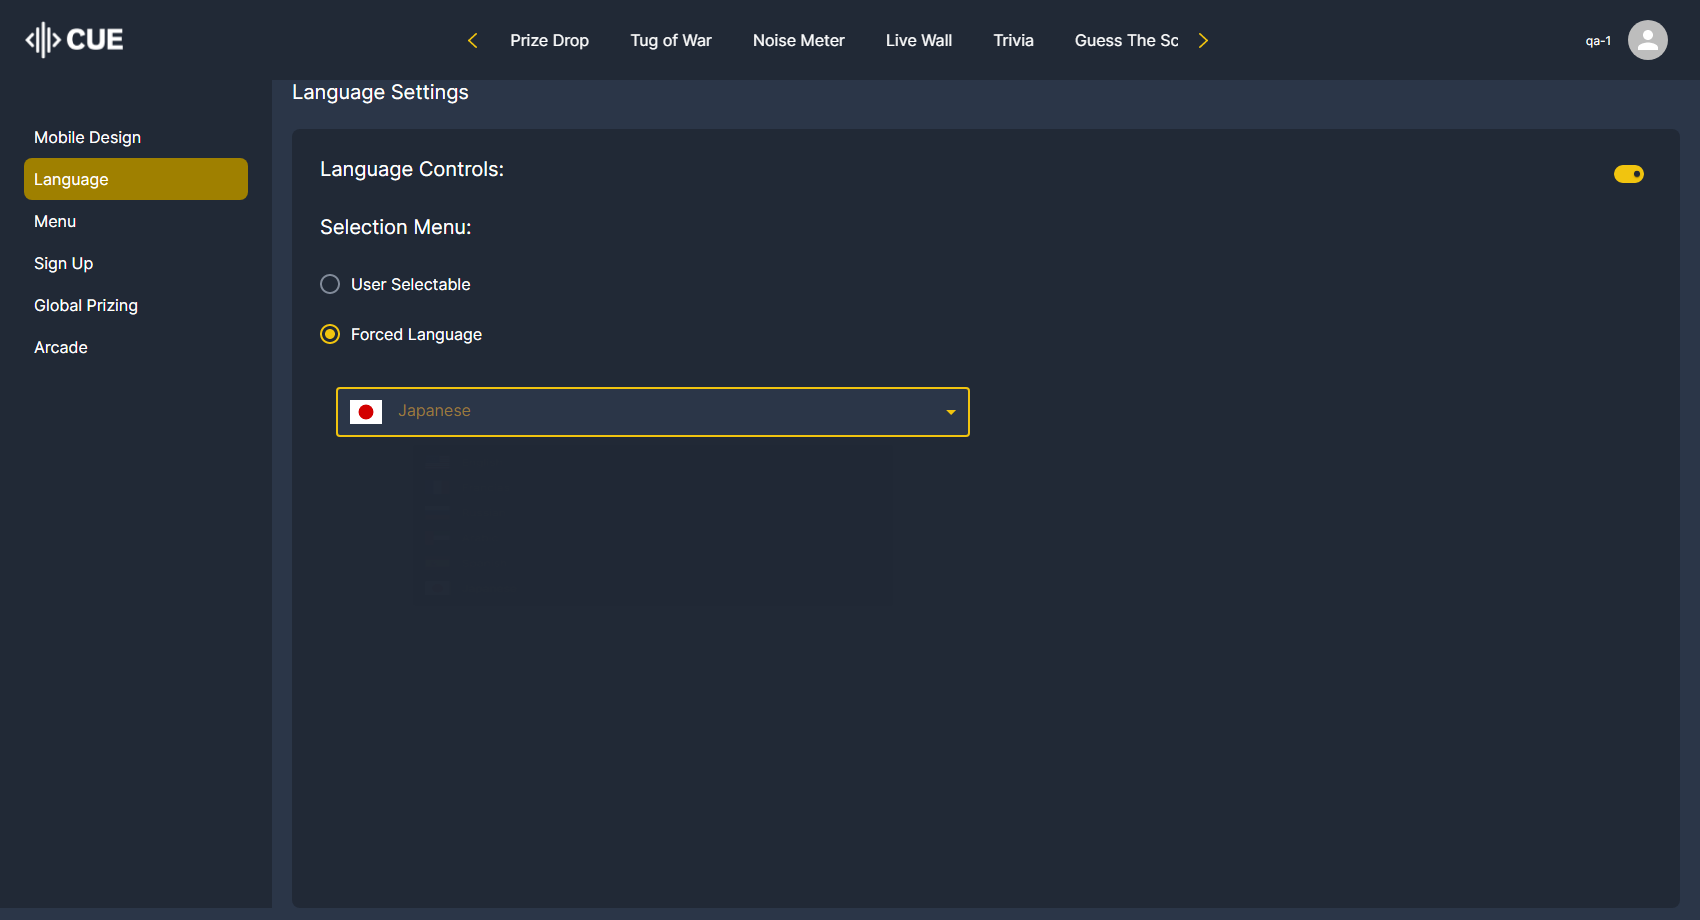 CUE
Prize Drop
Tug of War
Noise Meter
Live Wall
Trivia
Guess The Sc
qa-1
Mobile Design
Language
Menu
Sign Up
Global Prizing
Arcade
Language Settings
Language Controls:
Selection Menu:
User Selectable
Forced Language
Japanese